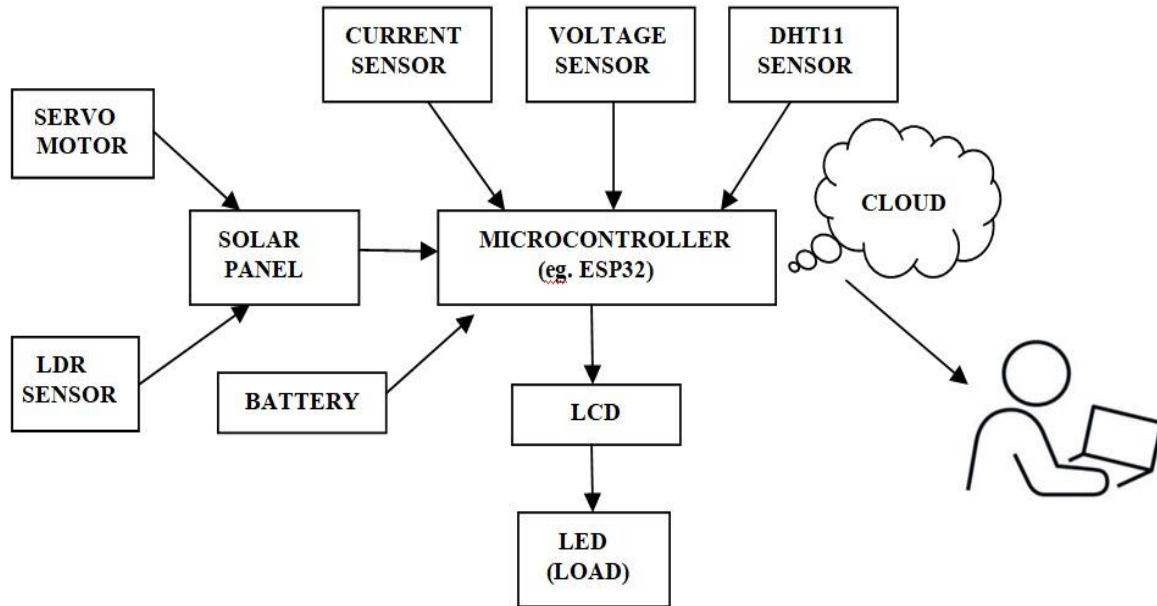 CURRENT
SENSOR
VOLTAGE
SENSOR
DHT11
SENSOR
SERVO
MOTOR
CLOUD
SOLAR
PANEL
MICROCONTROLLER
(eg. ESP32)
LDR
SENSOR
BATTERY
LCD
LED
(LOAD)